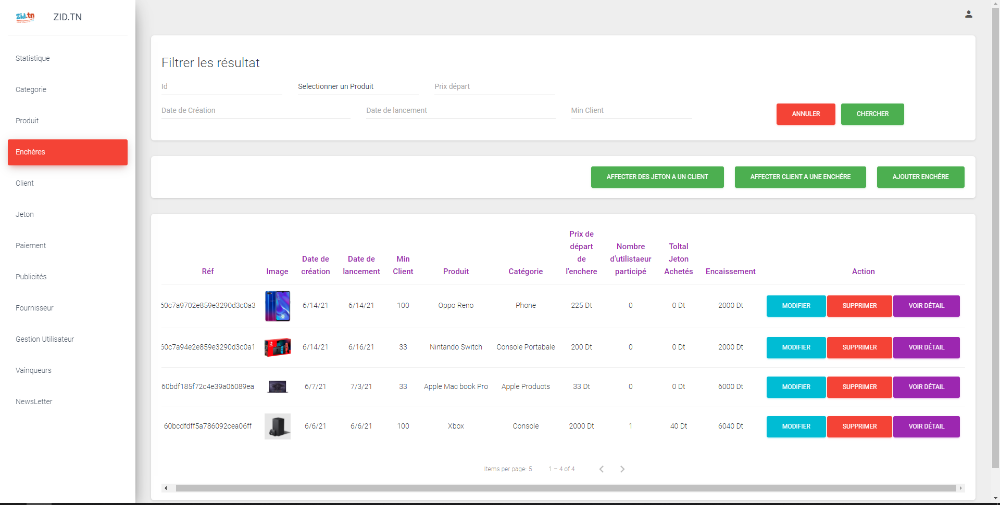 Zid.tn
ZID.TN
Statistique
Categorie
Produit
Enchères
Client
Jeton
Paiement
Publicités
Fournisseur
Gestion Utilisateur
Vainqueurs
NewsLetter
Filtrer les résultat
Id Selectionner un Produit Prix départ
Date de Création Date de lancement Min Client ANNULER CHERCHER
AFFECTER DES JETON A UN CLIENT AFFECTER CLIENT A UNE ENCHÉRE AJOUTER ENCHÉRE
Prix de
départ Nombre Toltal
Date de Date de Min de d'utilistaeur Jeton
Réf Image création lancement Client Produit Catégorie l'enchere participé Achetés Encaissement Action
60c7a9702e859e3290d3c0a3 6/14/21 6/14/21 100 Oppo Reno Phone 225 Dt 0 0 Dt 2000 Dt MODIFIER SUPPRIMER VOIR DÉTAIL
60c7a94e2e859e3290d3c0a1 6/14/21 6/16/21 33 Nintando Switch Console Portabale 200 Dt 0 0 Dt 2000 Dt MODIFIER SUPPRIMER VOIR DÉTAIL
60bdf185f72c4e39a06089ea 6/7/21 7/3/21 33 Apple Mac book Pro Apple Products 33 Dt 0 0 Dt 6000 Dt MODIFIER SUPPRIMER VOIR DÉTAIL
60bcdfdff5a786092cea06ff 6/6/21 6/6/21 100 Xbox Console 2000 Dt 1 40 Dt 6040 Dt MODIFIER SUPPRIMER VOIR DÉTAIL
Items per page: 5 1 – 4 of 4